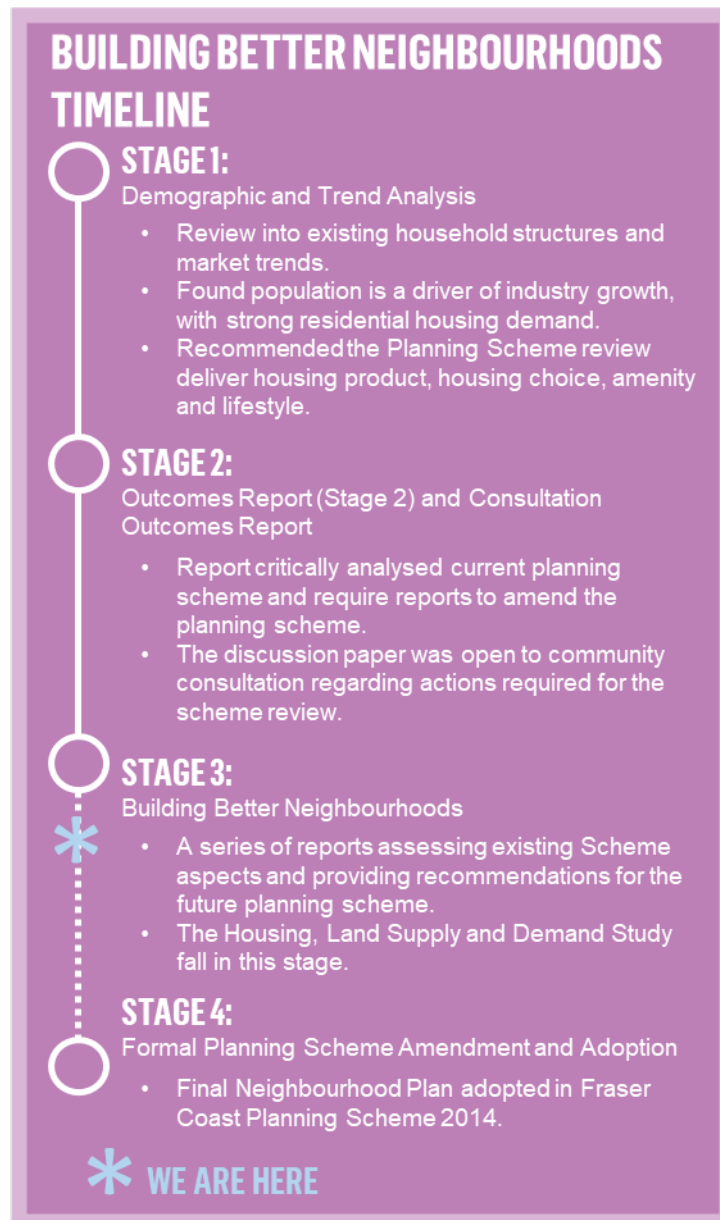 BUILDING BETTER NEIGHBOURHOODS
TIMELINE
STAGE 1:
Demographic and Trend Analysis
• Review into existing household structures and
market trends.
• Found population is a driver of industry growth,
with strong residential housing demand.
• Recommended the Planning Scheme review
deliver housing product, housing choice, amenity
and lifestyle.
STAGE 2:
Outcomes Report (Stage 2) and Consultation
Outcomes Report
• Report critically analysed current planning
scheme and require reports to amend the
planning scheme.
• The discussion paper was open to community
consultation regarding actions required for the
scheme review.
STAGE 3:
Building Better Neighbourhoods
• A series of reports assessing existing Scheme
aspects and providing recommendations for the
future planning scheme.
• The Housing, Land Supply and Demand Study
fall in this stage.
STAGE 4:
Formal Planning Scheme Amendment and Adoption
• Final Neighbourhood Plan adopted in Fraser
Coast Planning Scheme 2014.
* WE ARE HERE